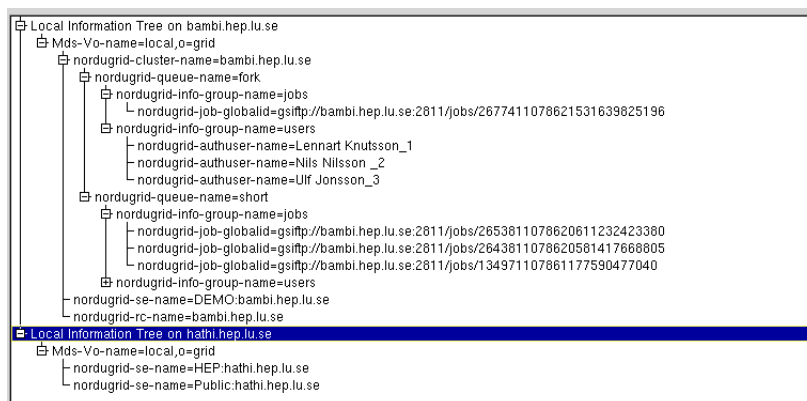 Local Information Tree on bambi.hep.lu.se
Mds-Vo-name=local,o=grid
nordugrid-cluster-name=bambi.hep.lu.se
nordugrid-queue-name=fork
nordugrid-info-group-name=jobs
nordugrid-job-globalid=gsiftp://bambi.hep.lu.se:2811/jobs/2677411078621531639825196
nordugrid-info-group-name=users
nordugrid-authuser-name=Lennart Knutsson_1
nordugrid-authuser-name=Nils Nilsson _2
nordugrid-authuser-name=Ulf Jonsson_3
nordugrid-queue-name=short
nordugrid-info-group-name=jobs
nordugrid-job-globalid=gsiftp://bambi.hep.lu.se:2811/jobs/2653811078620611232423380
nordugrid-job-globalid=gsiftp://bambi.hep.lu.se:2811/jobs/2643811078620581417668805
nordugrid-job-globalid=gsiftp://bambi.hep.lu.se:2811/jobs/134971107861177590477040
nordugrid-info-group-name=users
nordugrid-se-name=DEMO:bambi.hep.lu.se
nordugrid-rc-name=bambi.hep.lu.se
Local Information Tree on hathi.hep.lu.se
Mds-Vo-name=local,o=grid
nordugrid-se-name=HEP:hathi.hep.lu.se
nordugrid-se-name=Public:hathi.hep.lu.se